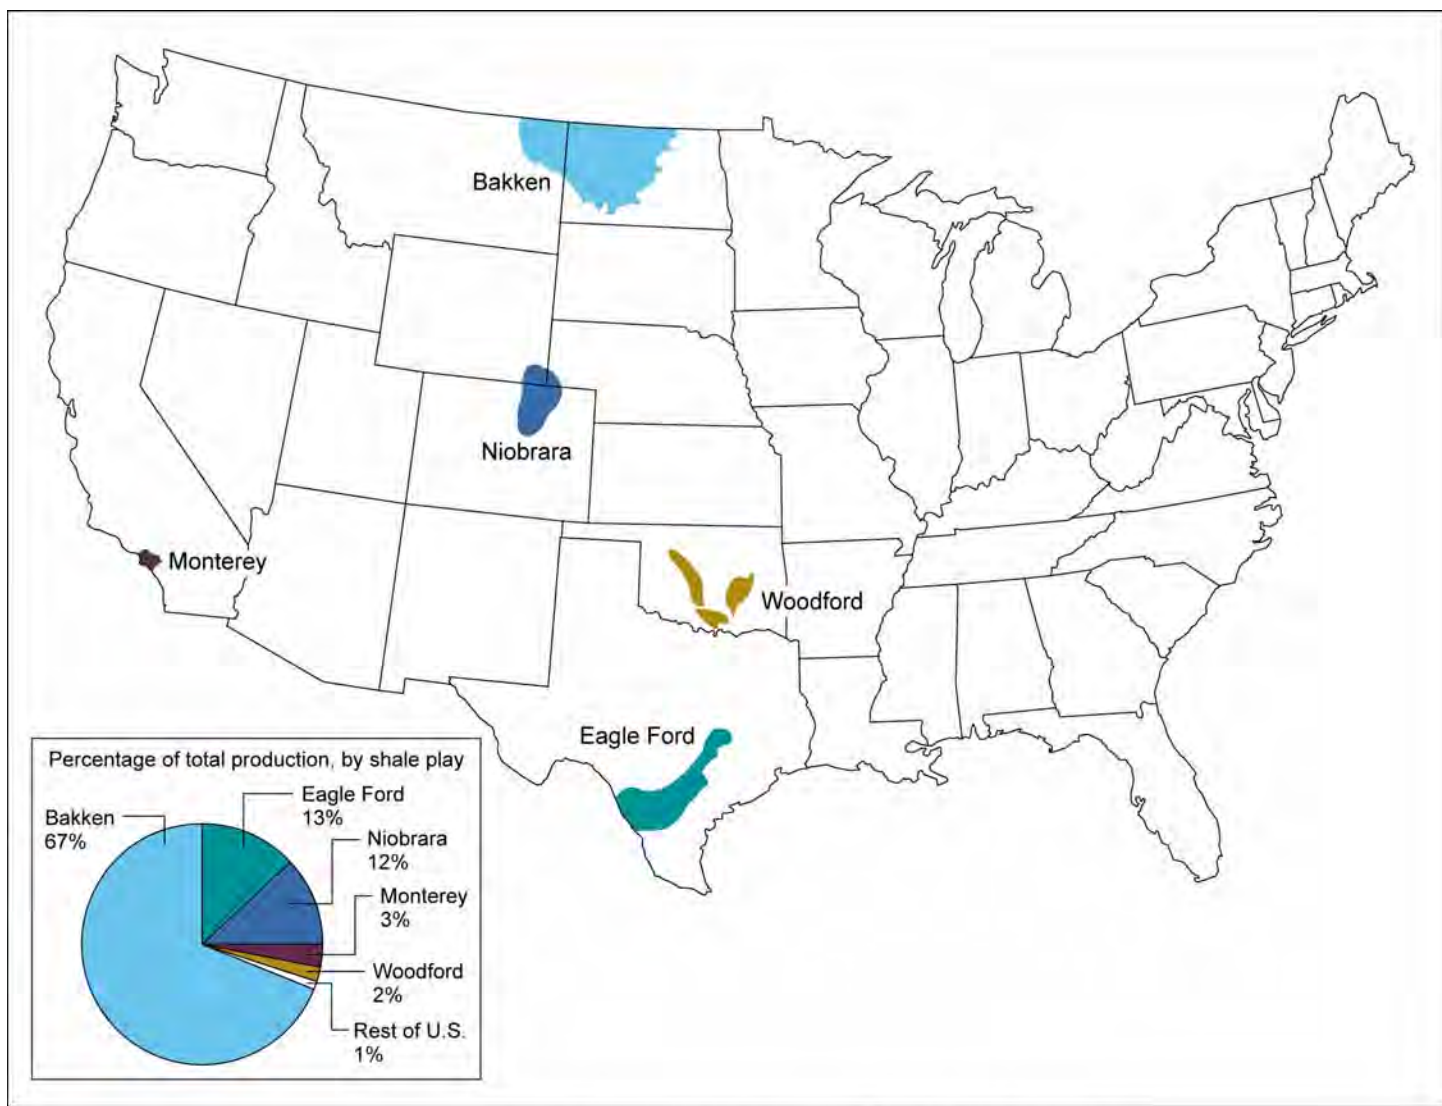 Bakken
Niobrara
Monterey
Woodford
Eagle Ford
Percentage of total production, by shale play
Eagle Ford
13%
Bakken
67%
Niobrara
12%
Monterey
3%
Woodford
2%
Rest of U.S.
1%